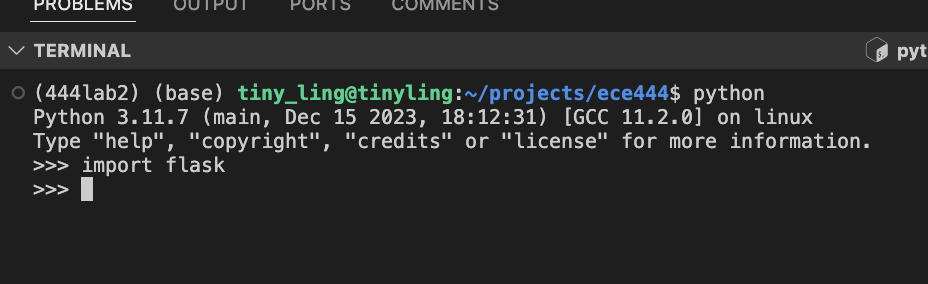 PROBLEMS OUTPUT PORTS COMMENTS
TERMINAL pyt
(444lab2) (base) tiny_ling@tinyling:~/projects/ece444$ python
Python 3.11.7 (main, Dec 15 2023, 18:12:31) [GCC 11.2.0] on linux
Type "help", "copyright", "credits" or "license" for more information.
>>> import flask
>>>